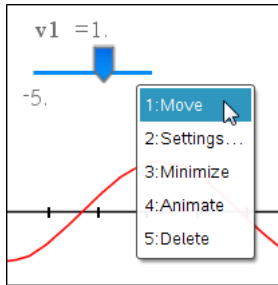 v1 =1.
-5.
1:Move
2:Settings...
3:Minimize
4:Animate
5:Delete